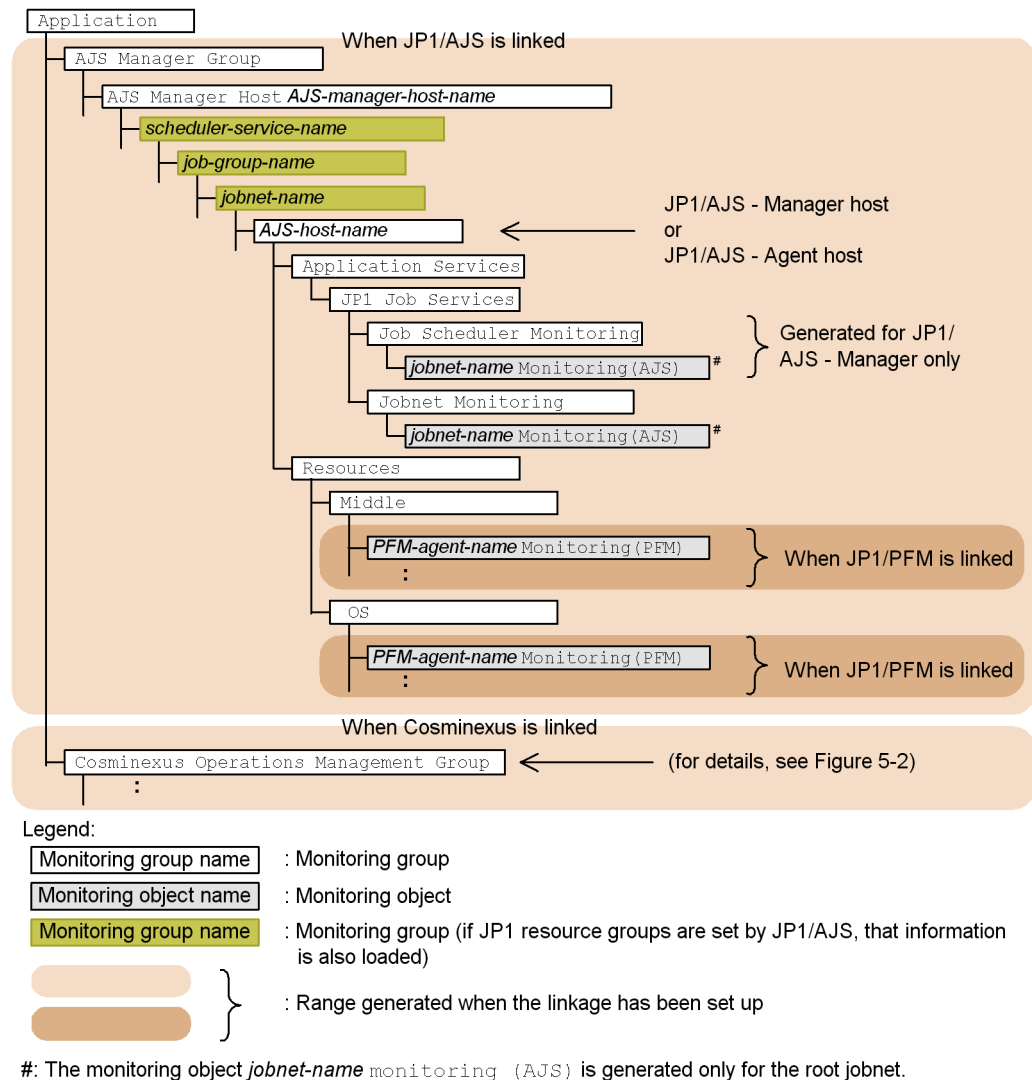 Application
When JP1/AJS is linked
AJS Manager Group
AJS Manager Host AJS-manager-host-name
scheduler-service-name
job-group-name
jobnet-name
AJS-host-name
JP1/AJS - Manager host
or
JP1/AJS - Agent host
Application Services
JP1 Job Services
Job Scheduler Monitoring
jobnet-name Monitoring(AJS) #
Generated for JP1/
AJS - Manager only
Jobnet Monitoring
jobnet-name Monitoring(AJS) #
Resources
Middle
PFM-agent-name Monitoring(PFM)
:
When JP1/PFM is linked
OS
PFM-agent-name Monitoring(PFM)
:
When JP1/PFM is linked
When Cosminexus is linked
Cosminexus Operations Management Group
(for details, see Figure 5-2)
:
Legend:
Monitoring group name : Monitoring group
Monitoring object name : Monitoring object
Monitoring group name : Monitoring group (if JP1 resource groups are set by JP1/AJS, that information
is also loaded)
: Range generated when the linkage has been set up
#: The monitoring object jobnet-name monitoring (AJS) is generated only for the root jobnet.